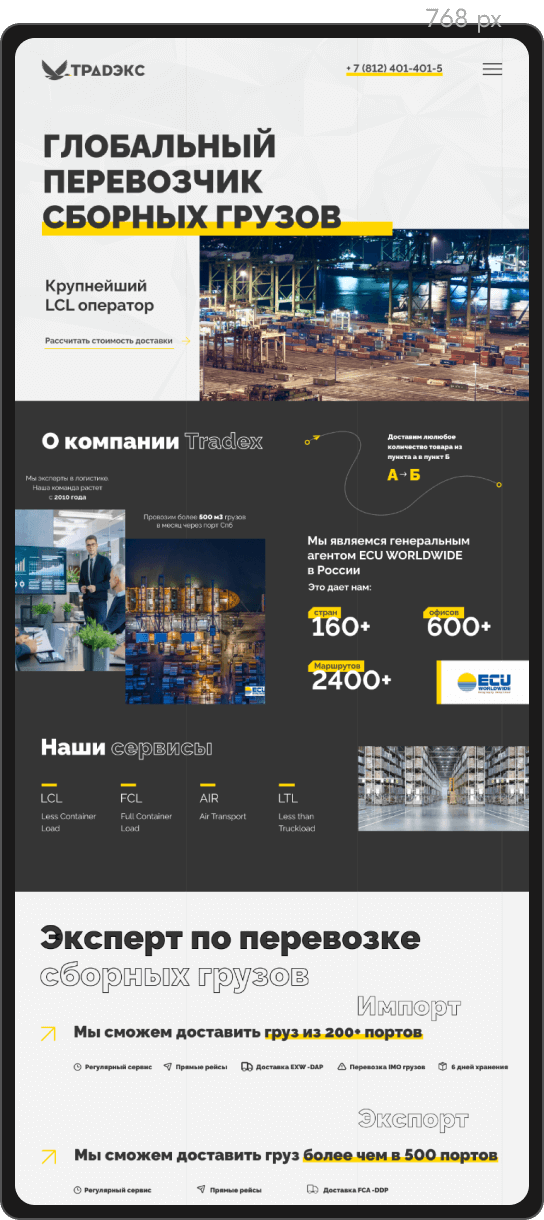 768 px
ТРАДЭКС
+ 7 (812) 401-401-5
ГЛОБАЛЬНЫЙ
ПЕРЕВОЗЧИК
СБОРНЫХ ГРУЗОВ
Крупнейший
LCL оператор
Рассчитать стоимость доставки
О компании Tradex
Доставим люлюбое
количество товара из
пункта а в пункт Б
А→Б
Мы эксперты в логистике
Наша команда растет
с 2010 года
Провозим более 500 м3 грузов
в месяц через порт Спб
Мы являемся генеральным
агентом ECU WORLDWIDE
в России
Это дает нам:
стран
160+
офисов
600+
Маршрутов
2400+
ECU
WORLDWIDE
ECU
Наши сервисы
LCL
Less Container
Load
FCL
Full Container
Load
AIR
Air Transport
LTL
Less than
Truckload
Эксперт по перевозке
сборных грузов
Импорт
Мы сможем доставить груз из 200+ портов
Регулярный сервис
Прямые рейсы
Доставка EXW -DAP
Перевозка IMO грузов
6 дней хранения
Экспорт
Мы сможем доставить груз более чем в 500 портов
Регулярный сервис
Прямые рейсы
Доставка FCA -DDP